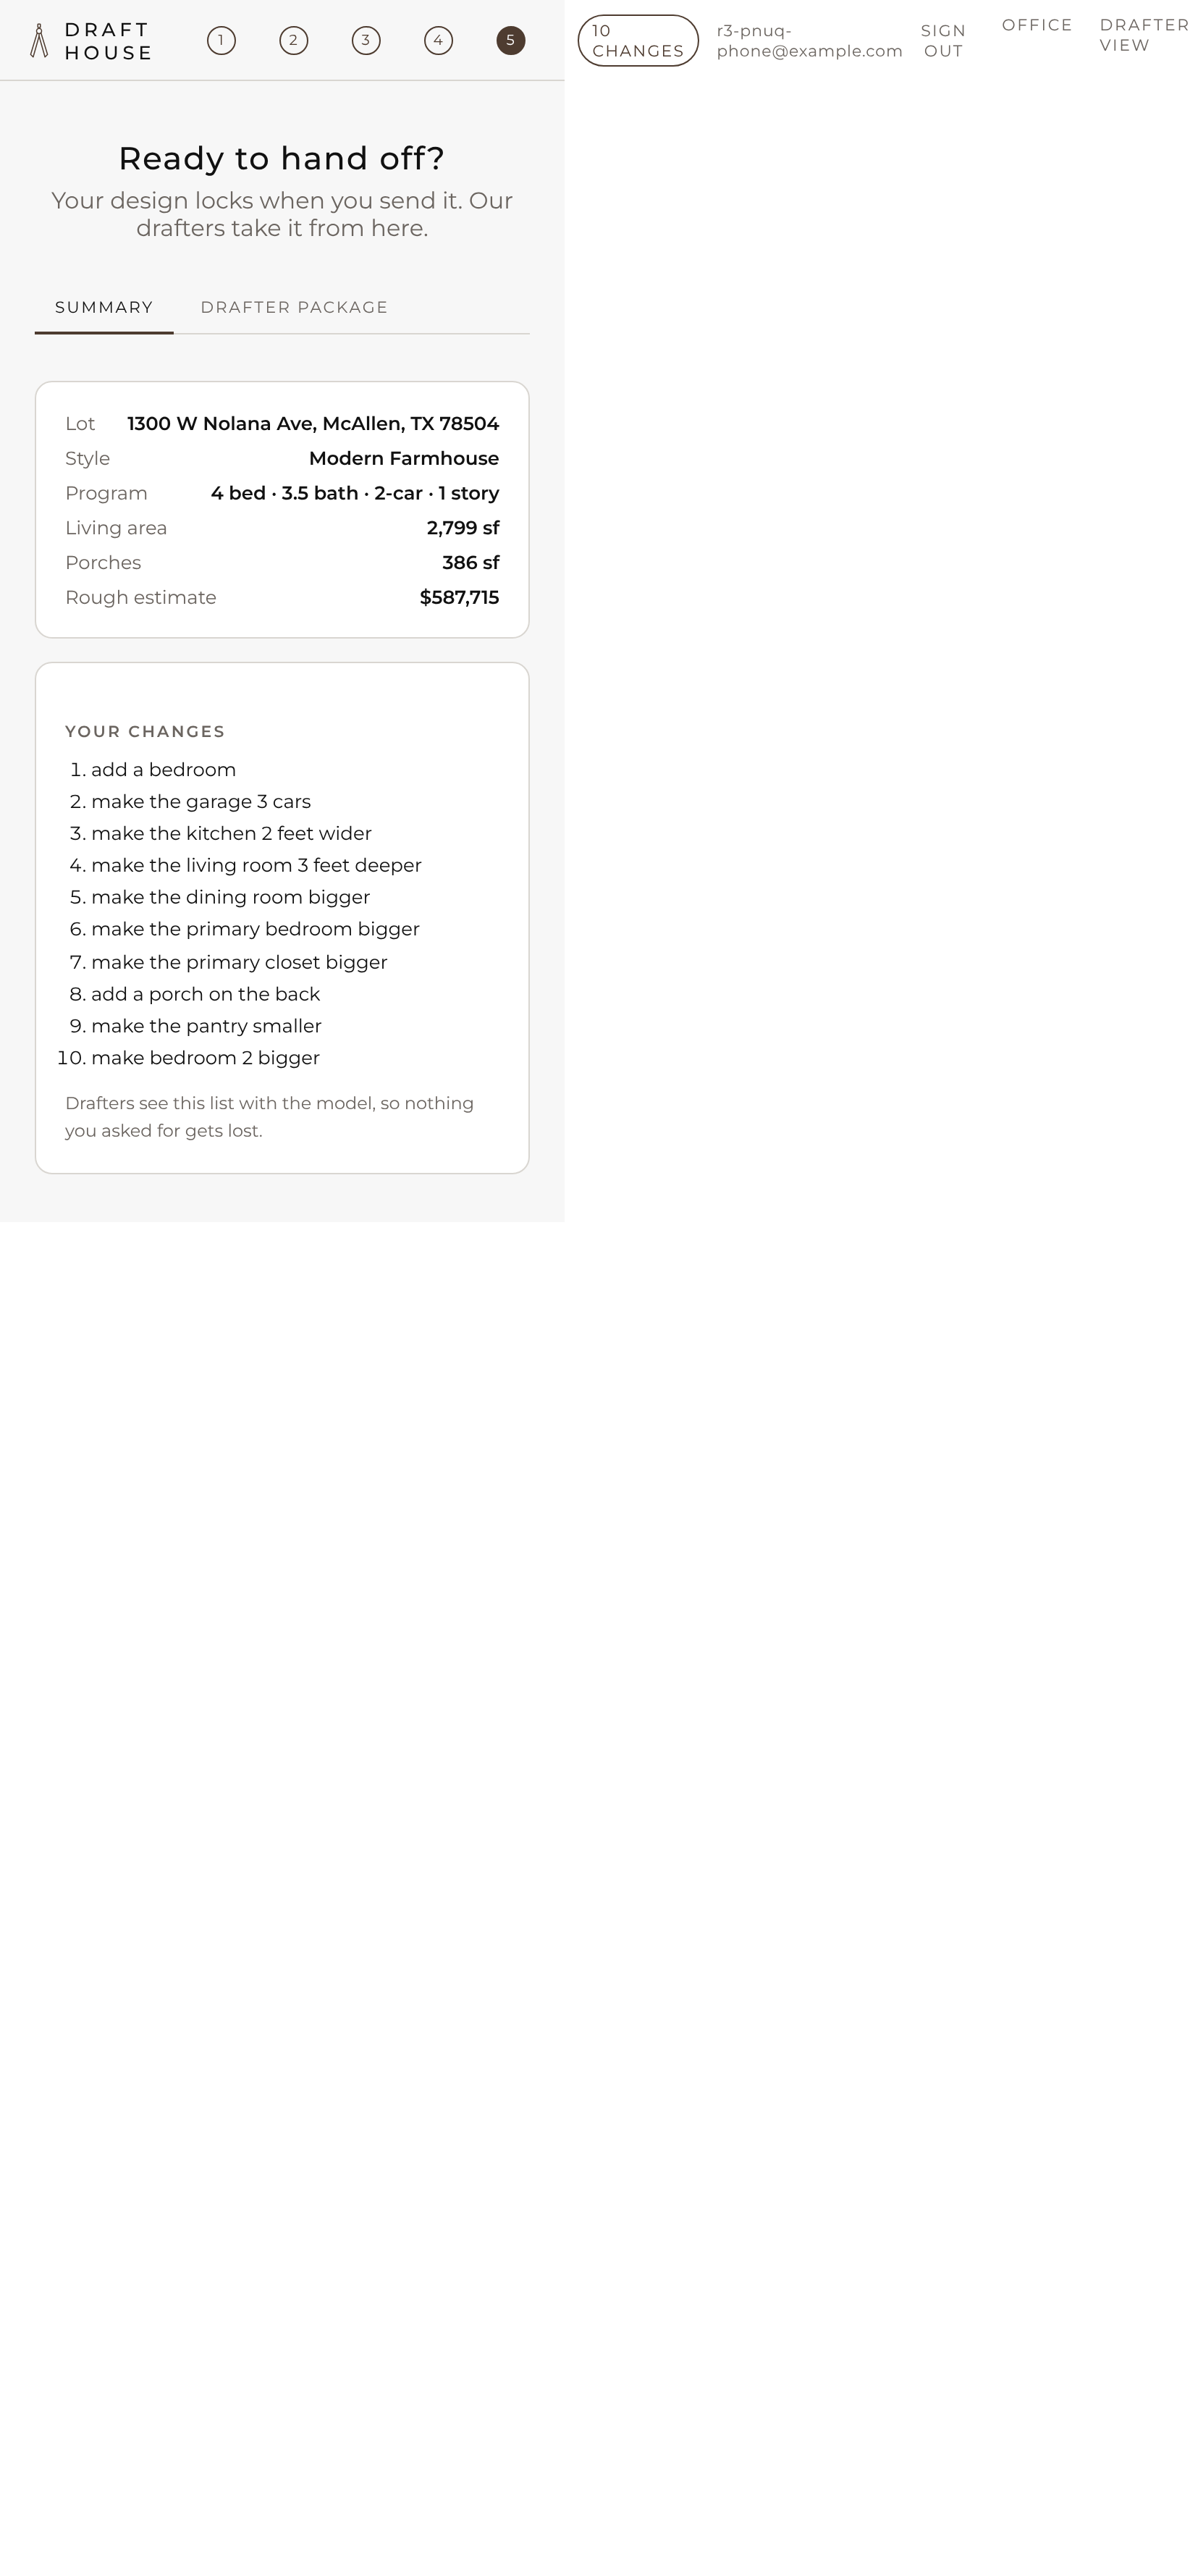 DRAFT
HOUSE
1
2
3
4
5
10
CHANGES
r3-pnuq-
phone@example.com
SIGN
OUT
OFFICE
DRAFTER
VIEW
Ready to hand off?
Your design locks when you send it. Our
drafters take it from here.
SUMMARY
DRAFTER PACKAGE
Lot 1300 W Nolana Ave, McAllen, TX 78504
Style Modern Farmhouse
Program 4 bed · 3.5 bath · 2-car · 1 story
Living area 2,799 sf
Porches 386 sf
Rough estimate $587,715
YOUR CHANGES
1. add a bedroom
2. make the garage 3 cars
3. make the kitchen 2 feet wider
4. make the living room 3 feet deeper
5. make the dining room bigger
6. make the primary bedroom bigger
7. make the primary closet bigger
8. add a porch on the back
9. make the pantry smaller
10. make bedroom 2 bigger
Drafters see this list with the model, so nothing
you asked for gets lost.